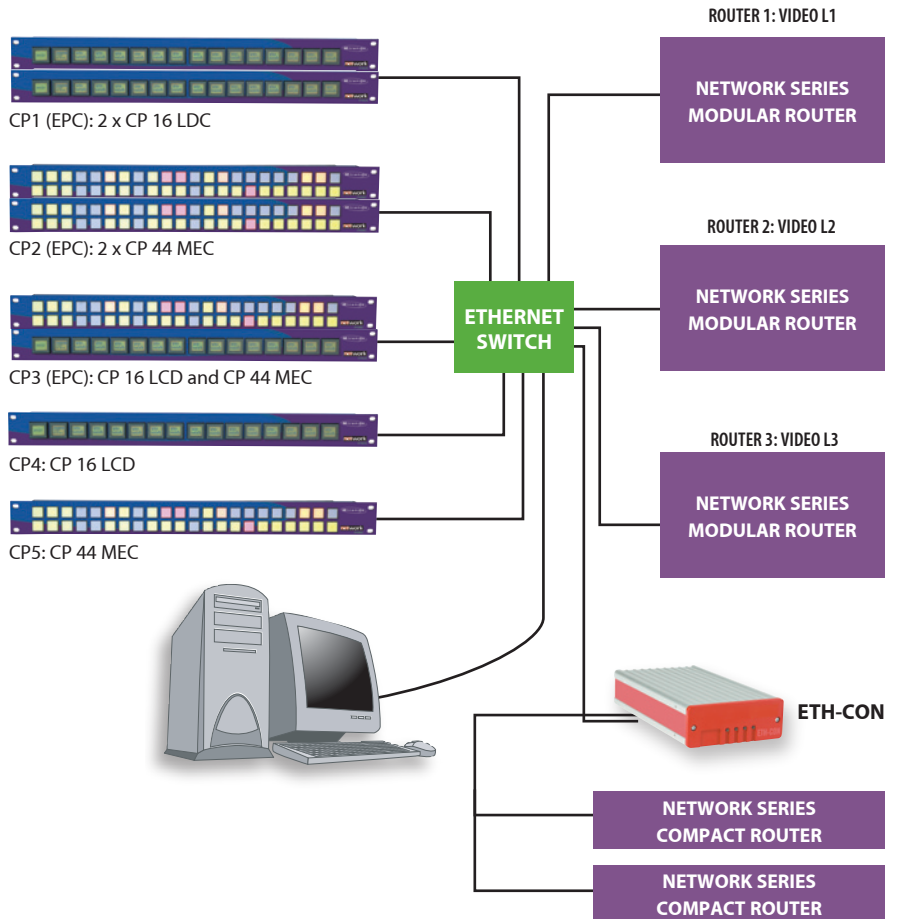 CP1 (EPC): 2 x CP 16 LDC
CP2 (EPC): 2 x CP 44 MEC
CP3 (EPC): CP 16 LCD and CP 44 MEC
CP4: CP 16 LCD
CP5: CP 44 MEC
ETHERNET
SWITCH
ROUTER 1: VIDEO L1
NETWORK SERIES
MODULAR ROUTER
ROUTER 2: VIDEO L2
NETWORK SERIES
MODULAR ROUTER
ROUTER 3: VIDEO L3
NETWORK SERIES
MODULAR ROUTER
ETH-CON
NETWORK SERIES
COMPACT ROUTER
NETWORK SERIES
COMPACT ROUTER